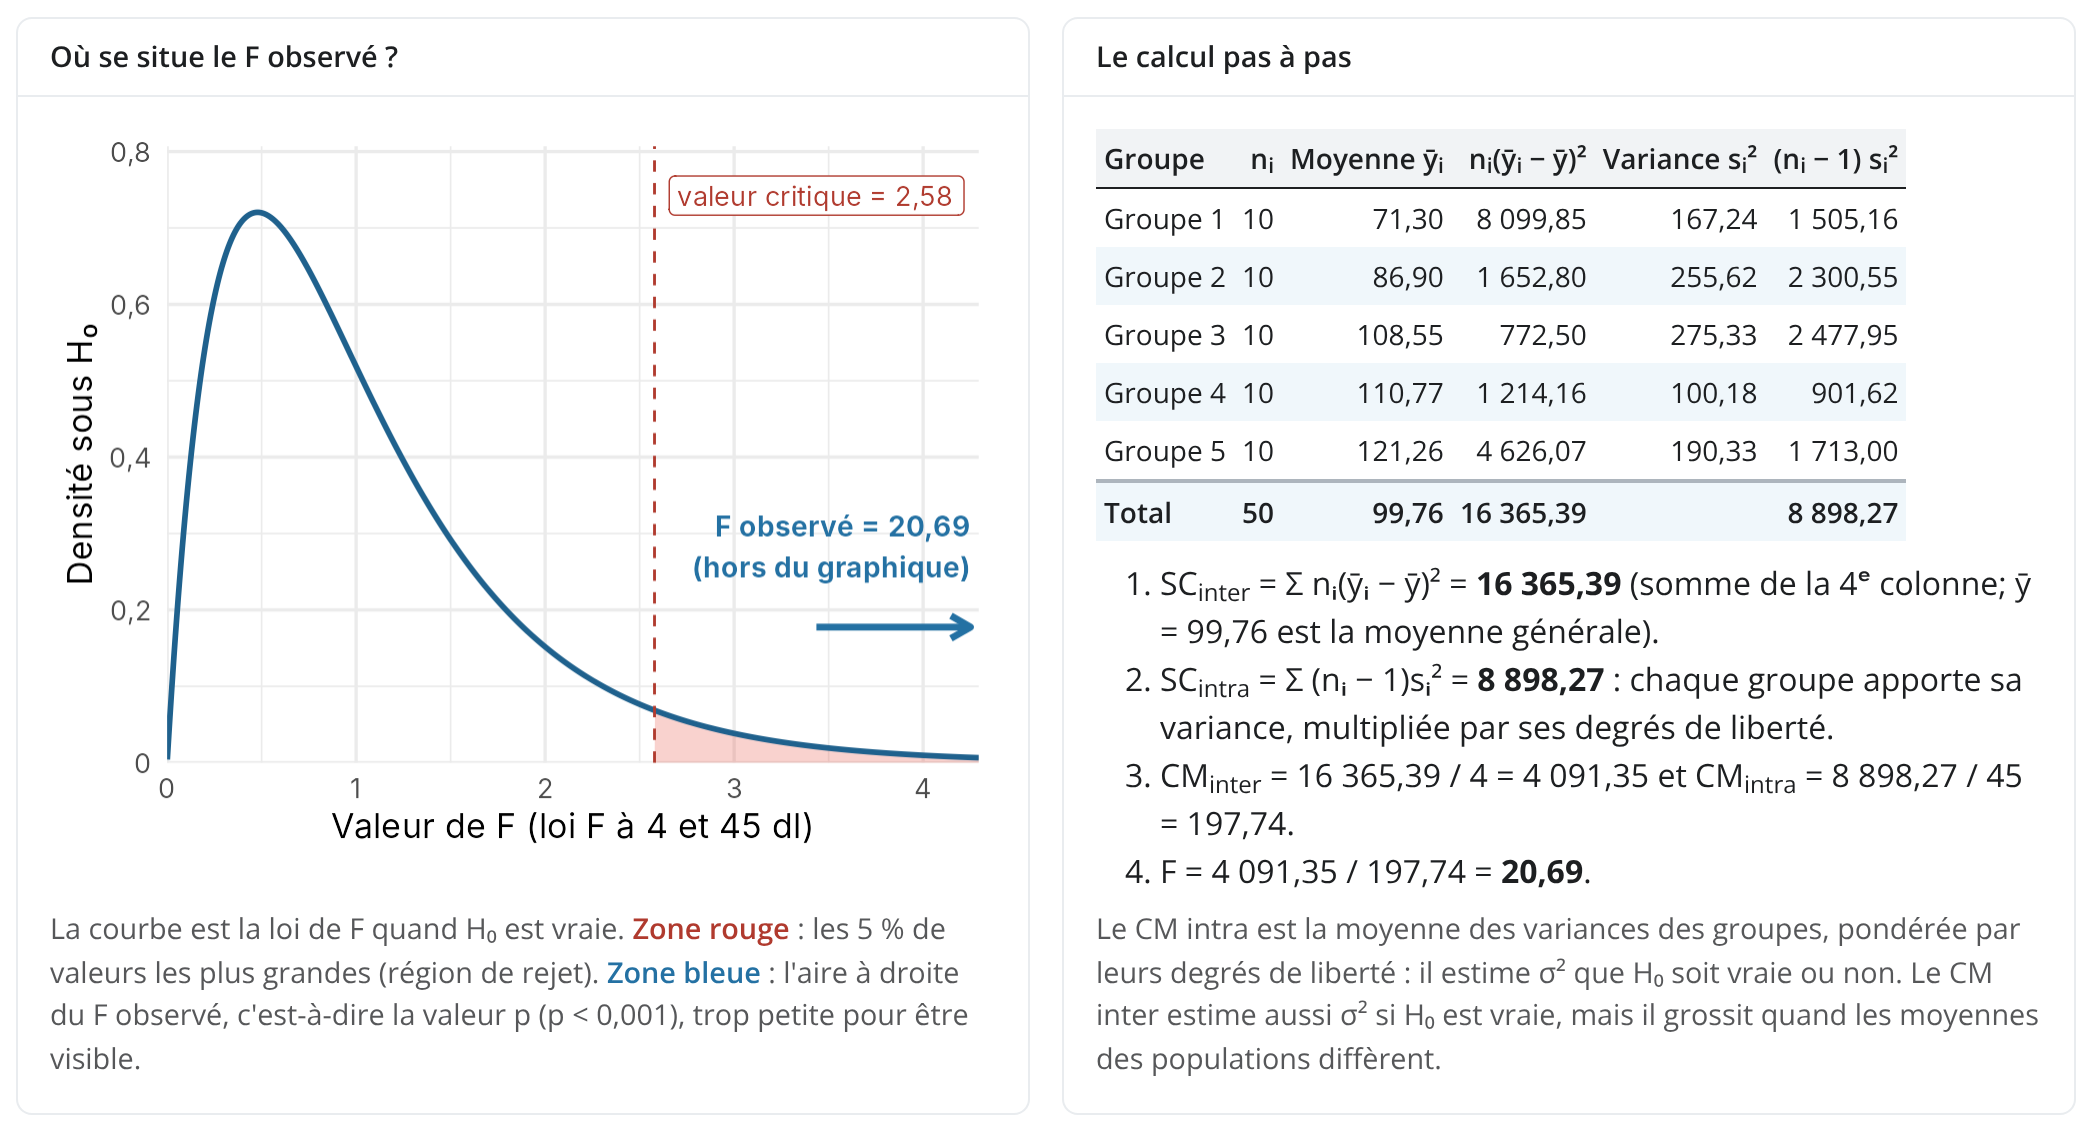 Où se situe le F observé ?
0,8
0,6
0,4
0,2
0
Densité sous H₀
valeur critique = 2,58
F observé = 20,69
(hors du graphique)
0 1 2 3 4
Valeur de F (loi F à 4 et 45 dl)
La courbe est la loi de F quand H₀ est vraie. Zone rouge : les 5 % de
valeurs les plus grandes (région de rejet). Zone bleue : l'aire à droite
du F observé, c'est-à-dire la valeur p (p < 0,001), trop petite pour être
visible.
Le calcul pas à pas
Groupe nᵢ Moyenne ȳᵢ nᵢ(ȳᵢ − ȳ)² Variance sᵢ² (nᵢ − 1) sᵢ²
Groupe 1 10 71,30 8 099,85 167,24 1 505,16
Groupe 2 10 86,90 1 652,80 255,62 2 300,55
Groupe 3 10 108,55 772,50 275,33 2 477,95
Groupe 4 10 110,77 1 214,16 100,18 901,62
Groupe 5 10 121,26 4 626,07 190,33 1 713,00
Total 50 99,76 16 365,39 8 898,27
1. SCinter = Σ nᵢ(ȳᵢ − ȳ)² = 16 365,39 (somme de la 4ᵉ colonne; ȳ
= 99,76 est la moyenne générale).
2. SCintra = Σ (nᵢ − 1)sᵢ² = 8 898,27 : chaque groupe apporte sa
variance, multipliée par ses degrés de liberté.
3. CMinter = 16 365,39 / 4 = 4 091,35 et CMintra = 8 898,27 / 45
= 197,74.
4. F = 4 091,35 / 197,74 = 20,69.
Le CM intra est la moyenne des variances des groupes, pondérée par
leurs degrés de liberté : il estime σ² que H₀ soit vraie ou non. Le CM
inter estime aussi σ² si H₀ est vraie, mais il grossit quand les moyennes
des populations diffèrent.